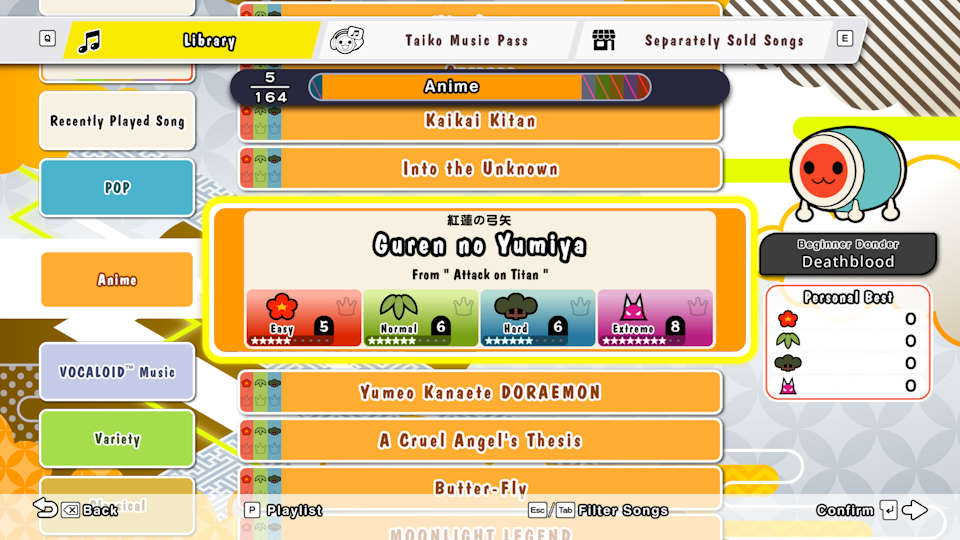 Q
Library
Taiko Music Pass
Separately Sold Songs
E
5
164
Anime
Recently Played Song
POP
Anime
VOCALOID™ Music
Variety
Classical
Kaikai Kitan
Into the Unknown
紅蓮の弓矢
Guren no Yumiya
From " Attack on Titan "
Easy 5
Normal 6
Hard 6
Extreme 8
★★★★★
★★★★★★
★★★★★★
★★★★★★★★
Yumeo Kanaete DORAEMON
A Cruel Angel's Thesis
Butter-Fly
MOONLIGHT LEGEND
Beginner Donder
Deathblood
Personal Best
0
0
0
0
Back
P Playlist
Esc/Tab Filter Songs
Confirm